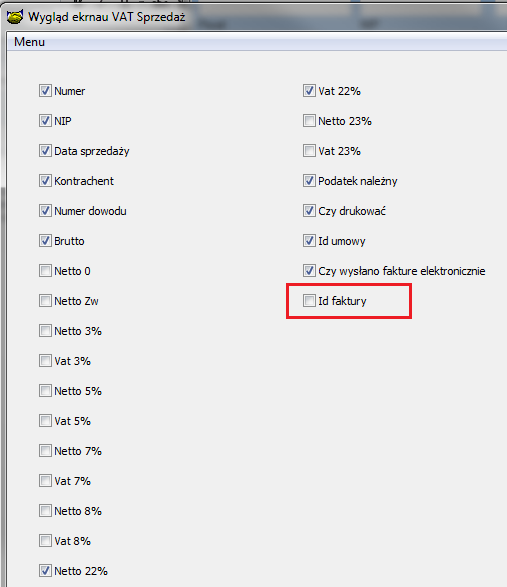 Wygląd ekrnau VAT Sprzedaż
Menu
Numer
NIP
Data sprzedaży
Kontrachent
Numer dowodu
Brutto
Netto 0
Netto Zw
Netto 3%
Vat 3%
Netto 5%
Vat 5%
Netto 7%
Vat 7%
Netto 8%
Vat 8%
Netto 22%
Vat 22%
Netto 23%
Vat 23%
Podatek należny
Czy drukować
Id umowy
Czy wysłano fakture elektronicznie
Id faktury